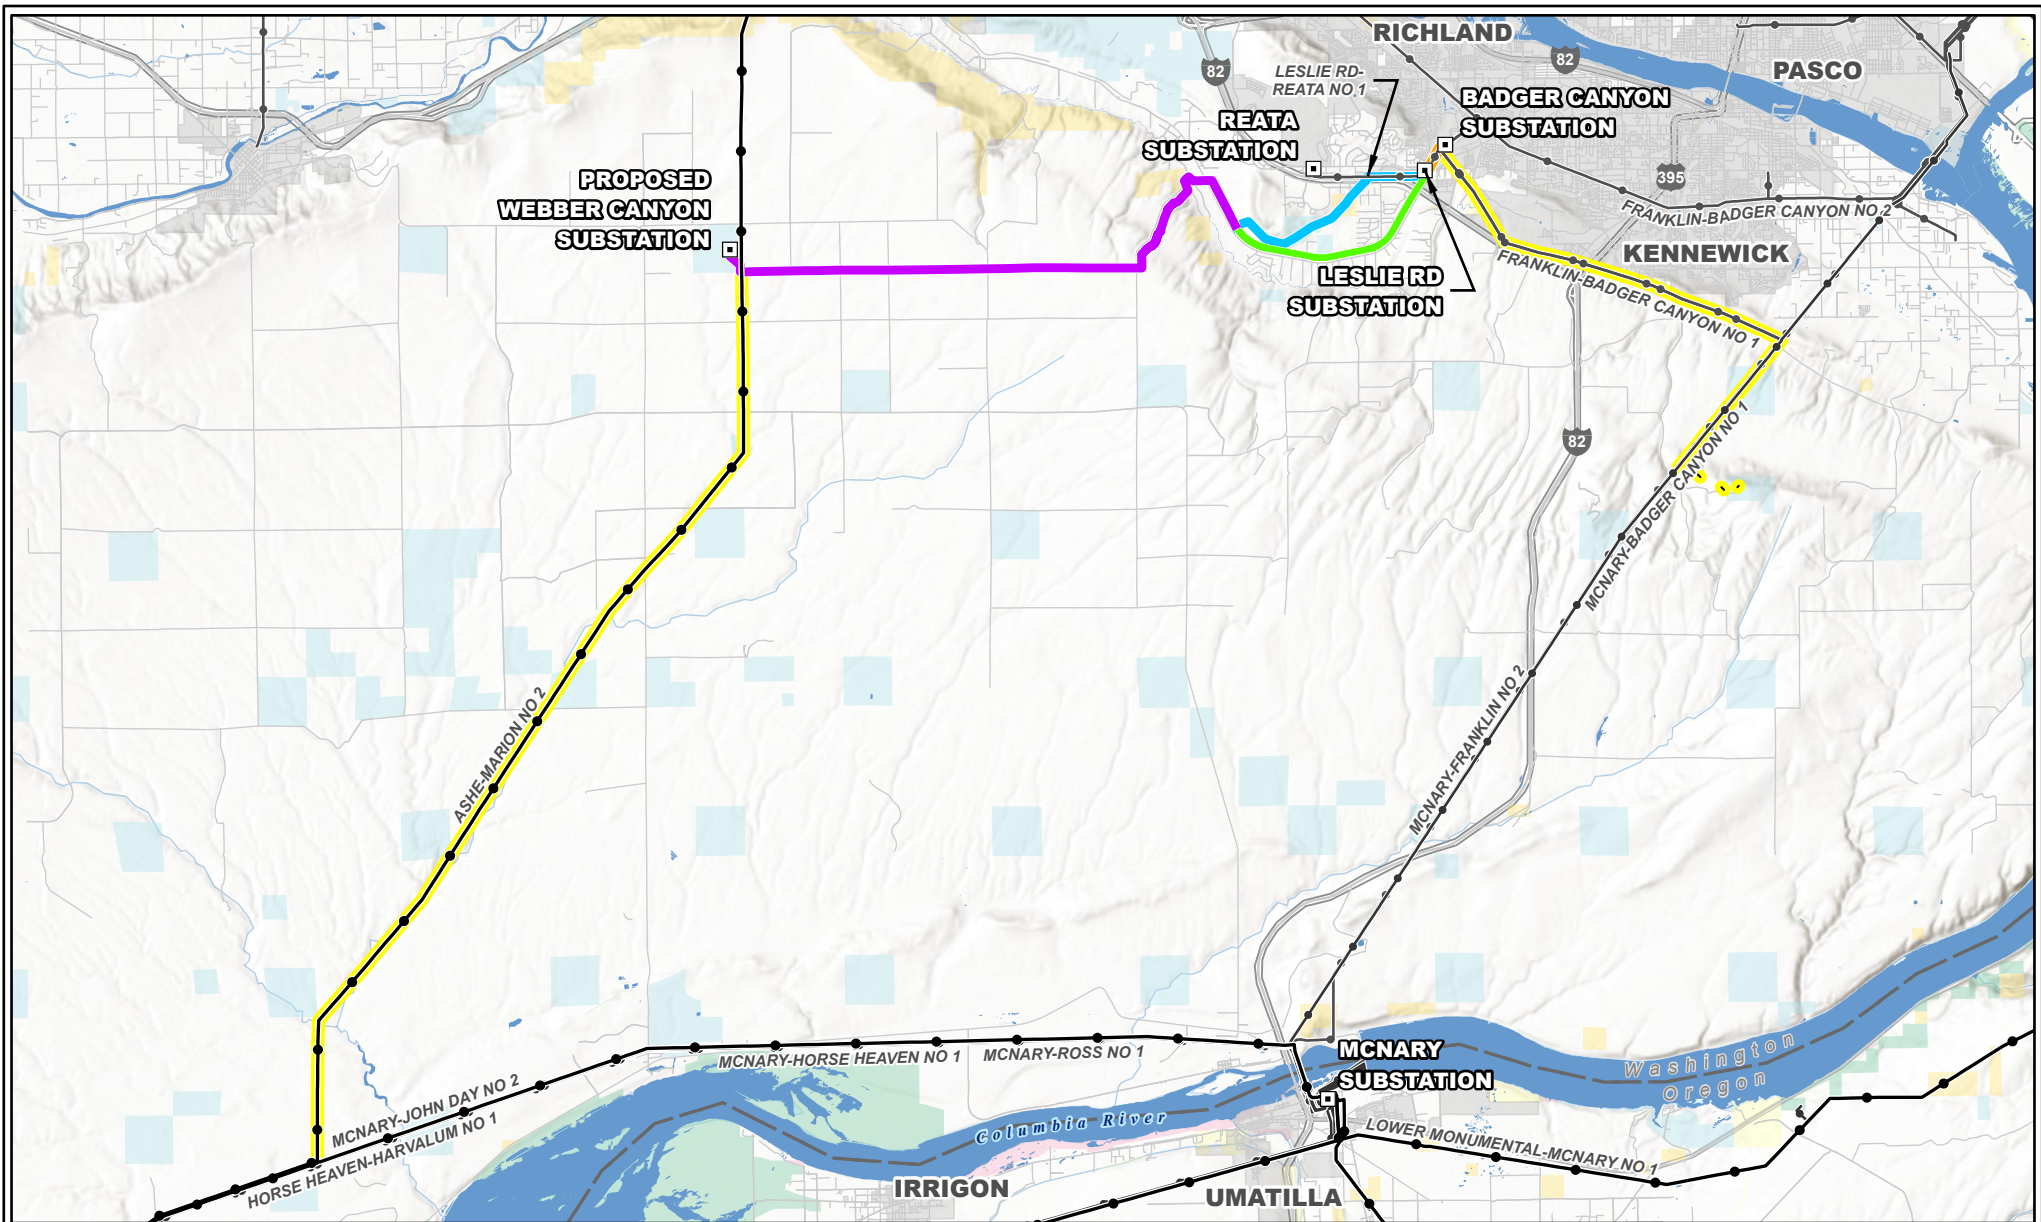 RICHLAND
82
82
PASCO
LESLIE RD-
REATA NO 1
BADGER CANYON
SUBSTATION
REATA
SUBSTATION
395
PROPOSED
WEBBER CANYON
SUBSTATION
FRANKLIN-BADGER CANYON NO 2
KENNEWICK
LESLIE RD
SUBSTATION
FRANKLIN-BADGER CANYON NO 1
82
MCNARY-BADGER CANYON NO 1
ASHE-MARION NO 2
MCNARY-FRANKLIN NO 2
MCNARY-HORSE HEAVEN NO 1
MCNARY-ROSS NO 1
MCNARY
SUBSTATION
Washington
Oregon
MCNARY-JOHN DAY NO 2
HORSE HEAVEN-HARVALUM NO 1
Columbia River
LOWER MONUMENTAL-MCNARY NO 1
IRRIGON
UMATILLA